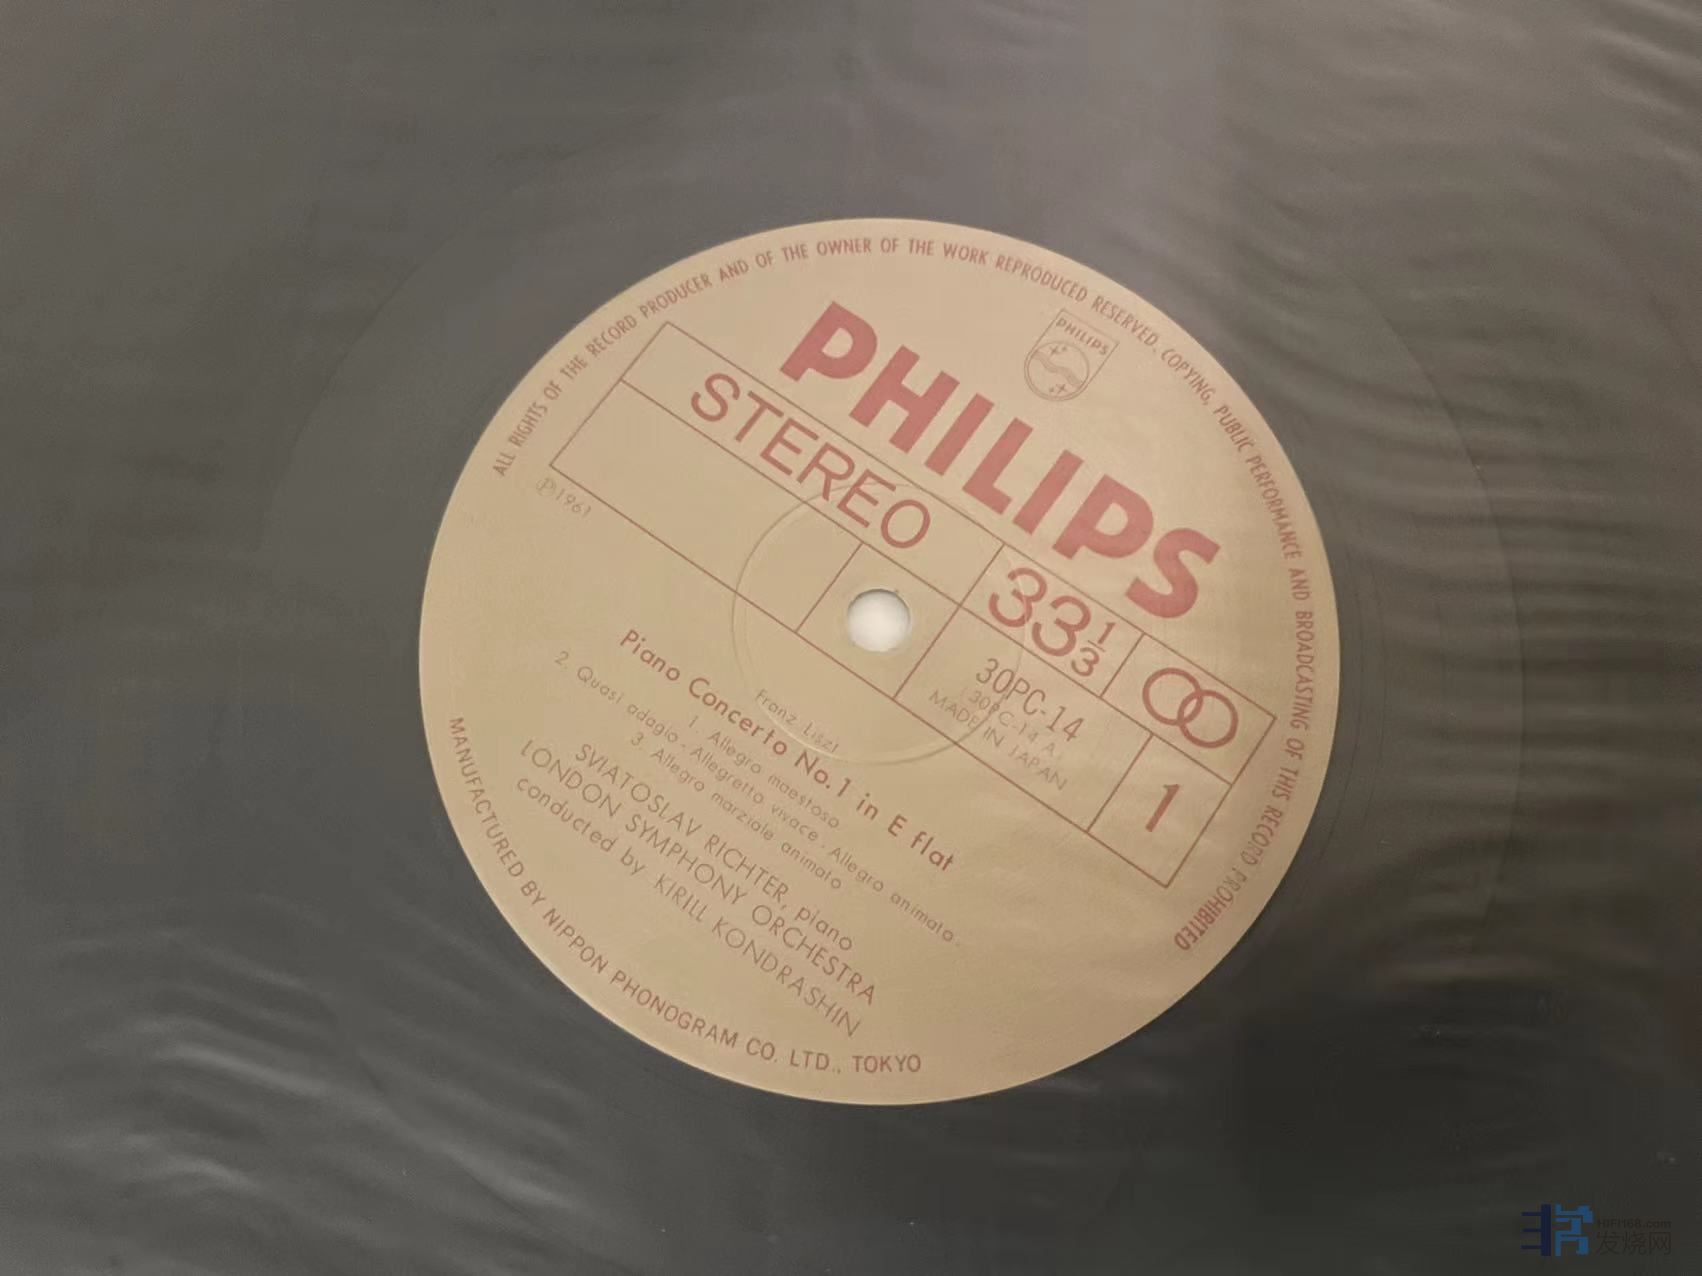 ALL RIGHTS OF THE RECORD PRODUCER AND OF THE OWNER OF THE WORK REPRODUCED RESERVED. COPYING, PUBLIC PERFORMANCE AND BROADCASTING OF THIS RECORD PROHIBITED
PHILIPS
PHILIPS
STEREO
33 1/3
℗1961
30PC-14
(30PC-14 A)
MADE IN JAPAN
1
Franz Liszt
Piano Concerto No.1 in E flat
1. Allegro maestoso
2. Quasi adagio - Allegretto vivace - Allegro animato.
3. Allegro marziale animato
SVIATOSLAV RICHTER, piano
LONDON SYMPHONY ORCHESTRA
conducted by KIRILL KONDRASHIN
MANUFACTURED BY NIPPON PHONOGRAM CO. LTD., TOKYO
HIFI168.com
发烧网